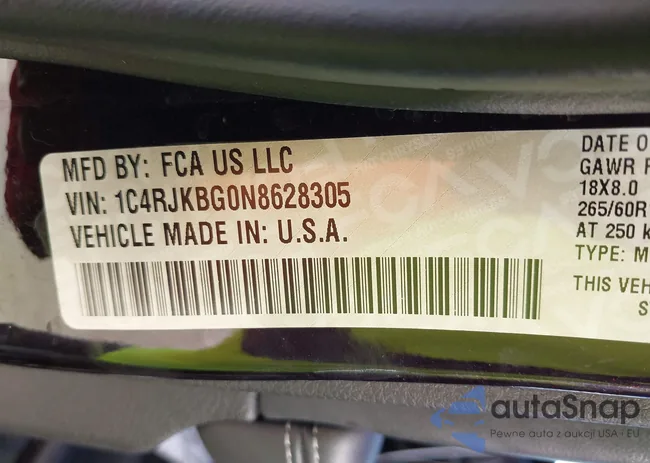 MFD BY: FCA US LLC
VIN: 1C4RJKBG0N8628305
VEHICLE MADE IN: U.S.A.
DATE O
GAWR F
18X8.0
265/60R
AT 250 k
TYPE: M
THIS VEH
S
autaSnap
Pewne auto z aukcji USA - EU